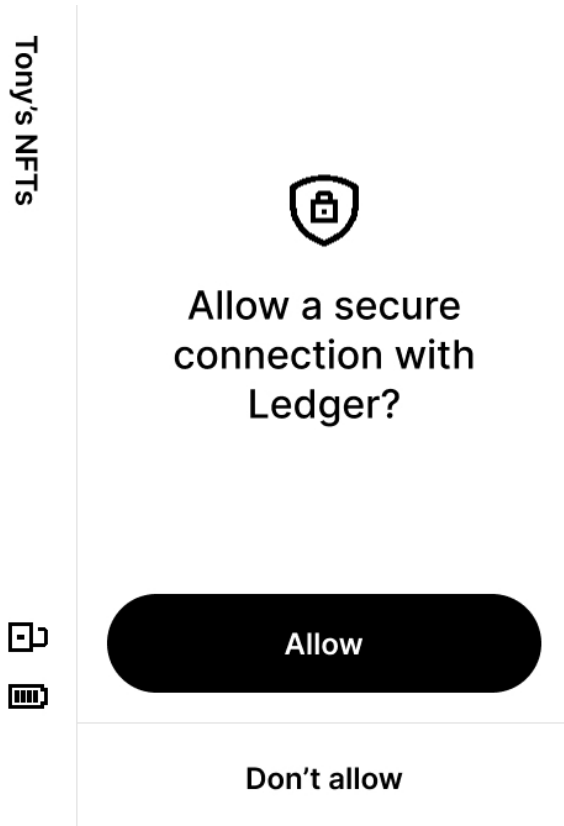 Tony's NFTs
Allow a secure
connection with
Ledger?
Allow
Don't allow